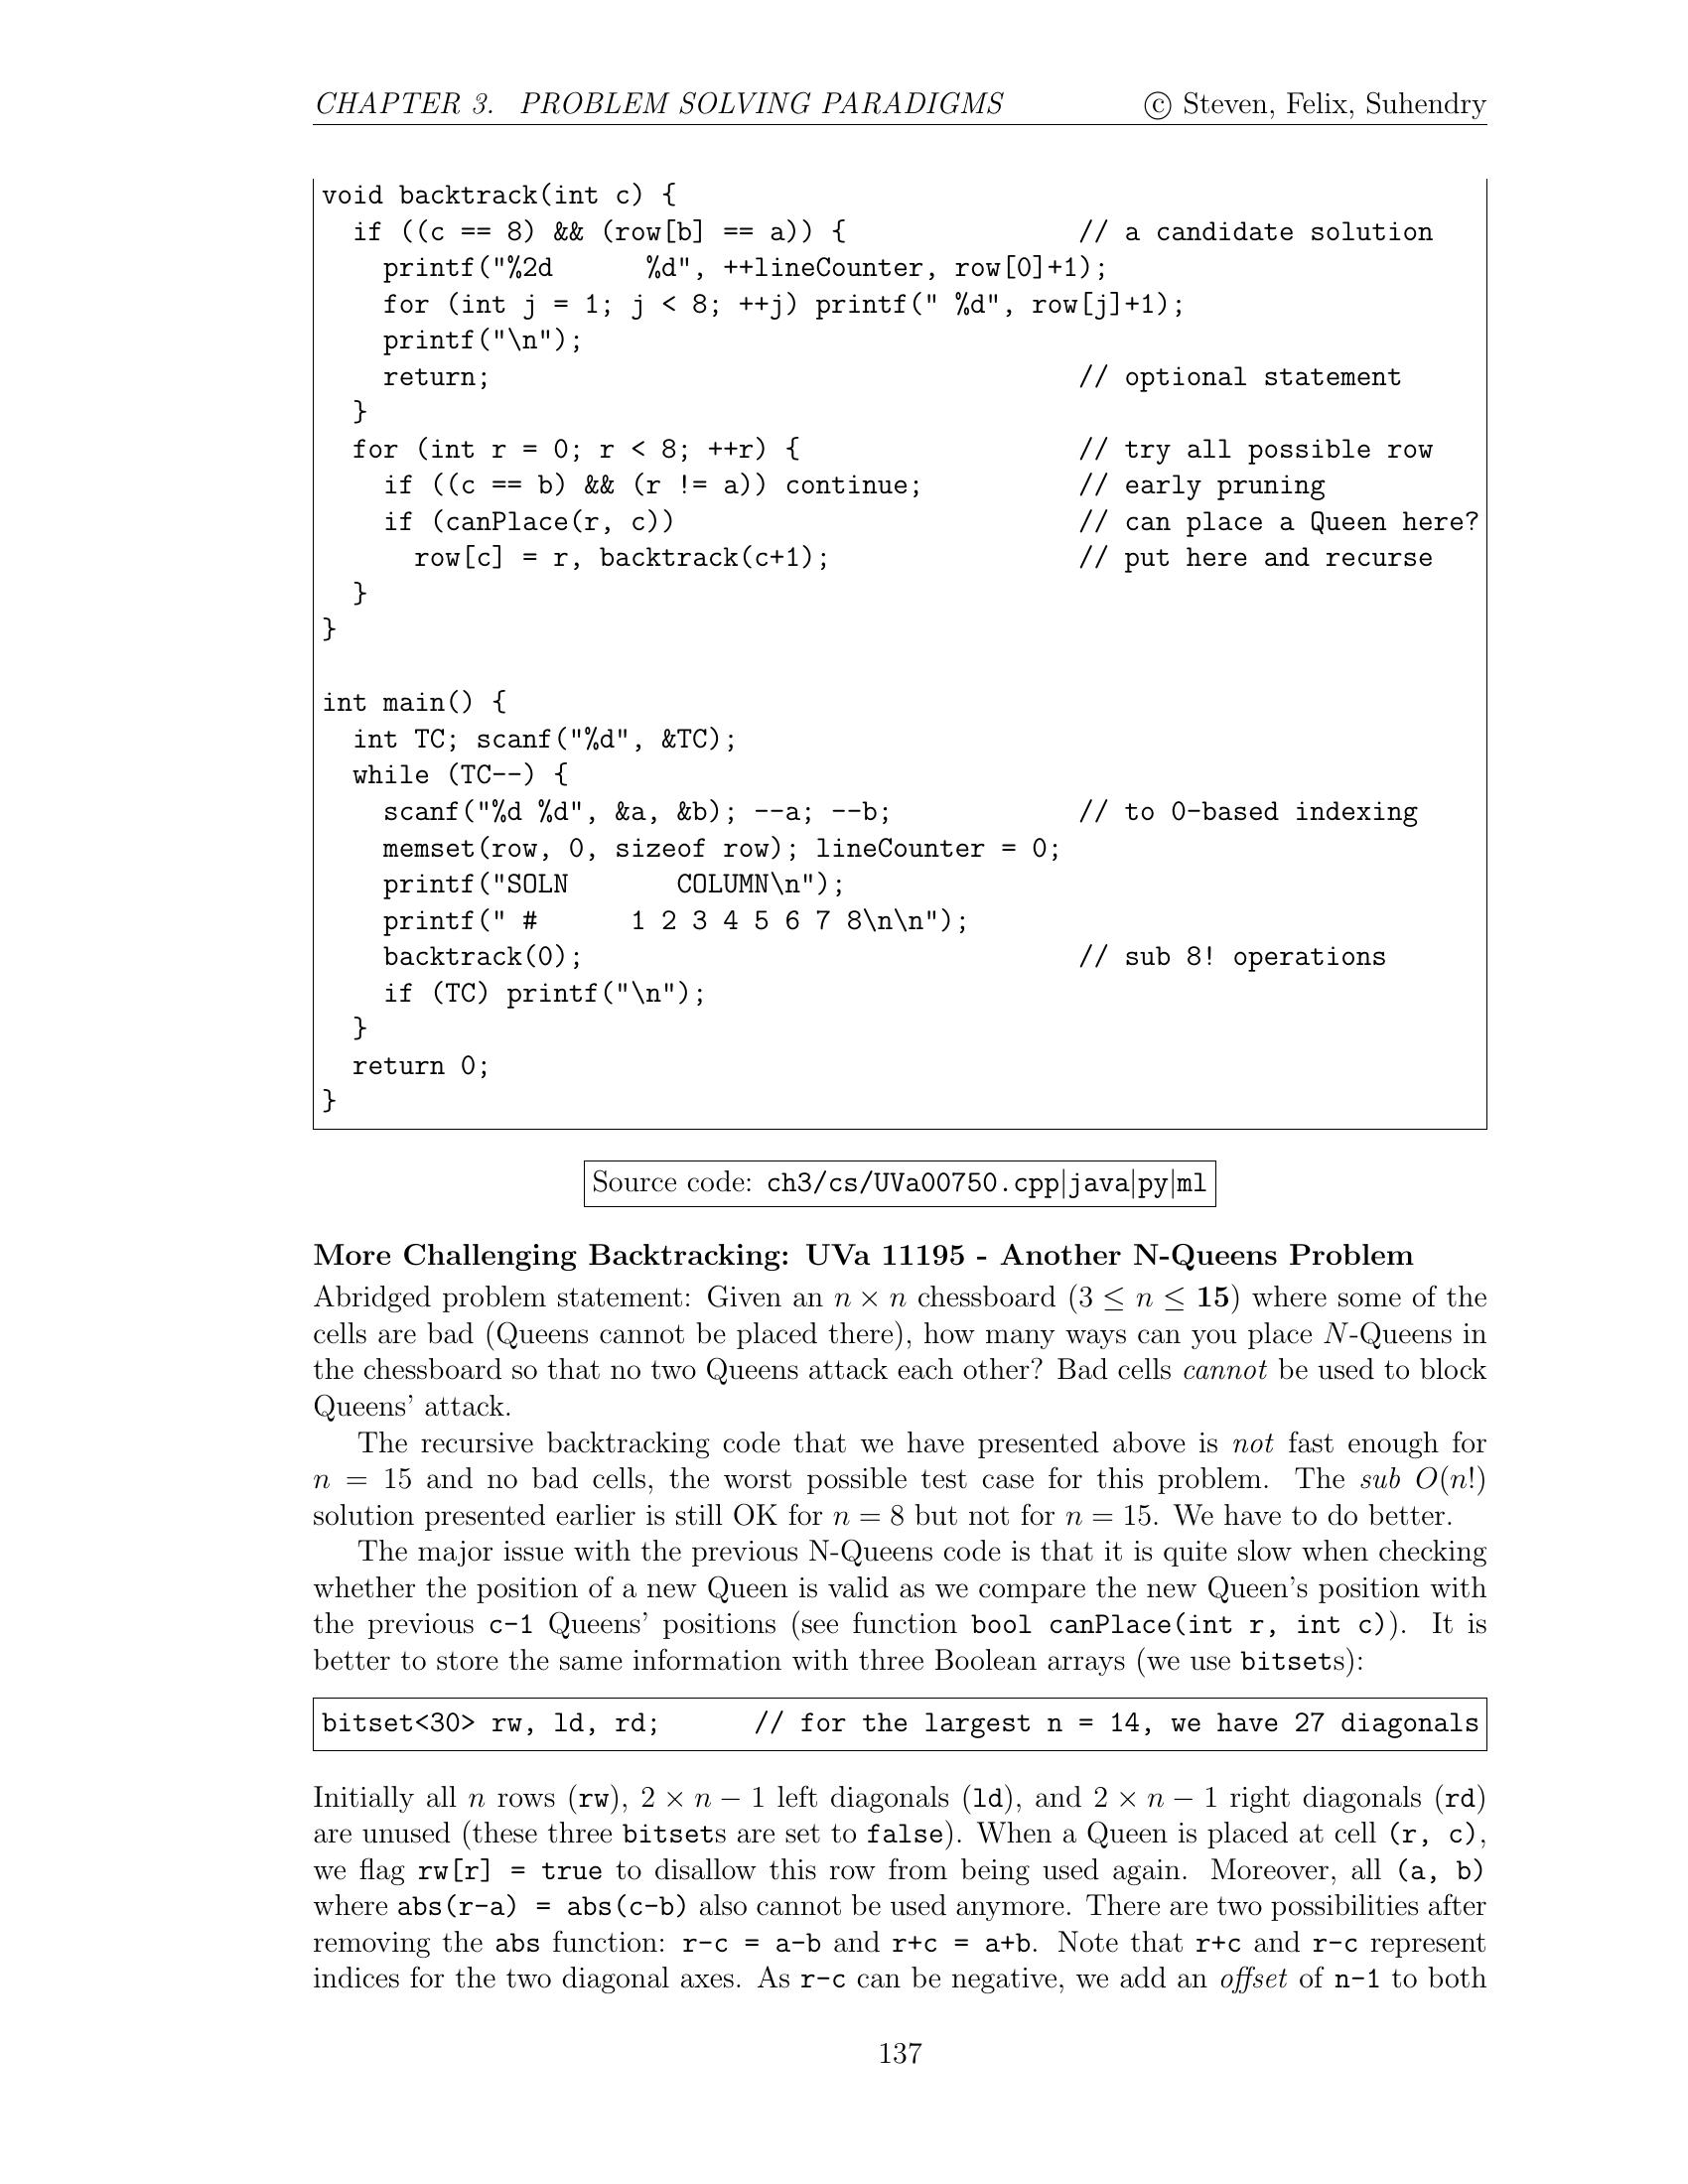 CHAPTER 3. PROBLEM SOLVING PARADIGMS © Steven, Felix, Suhendry
void backtrack(int c) {
  if ((c == 8) && (row[b] == a)) {               // a candidate solution
    printf("%2d      %d", ++lineCounter, row[0]+1);
    for (int j = 1; j < 8; ++j) printf(" %d", row[j]+1);
    printf("\n");
    return;                                      // optional statement
  }
  for (int r = 0; r < 8; ++r) {                  // try all possible row
    if ((c == b) && (r != a)) continue;          // early pruning
    if (canPlace(r, c))                          // can place a Queen here?
      row[c] = r, backtrack(c+1);                // put here and recurse
  }
}
int main() {
  int TC; scanf("%d", &TC);
  while (TC--) {
    scanf("%d %d", &a, &b); --a; --b;            // to 0-based indexing
    memset(row, 0, sizeof row); lineCounter = 0;
    printf("SOLN       COLUMN\n");
    printf(" #      1 2 3 4 5 6 7 8\n\n");
    backtrack(0);                                // sub 8! operations
    if (TC) printf("\n");
  }
  return 0;
}
Source code: ch3/cs/UVa00750.cpp|java|py|ml
More Challenging Backtracking: UVa 11195 - Another N-Queens Problem
Abridged problem statement: Given an n × n chessboard (3 ≤ n ≤ 15) where some of the
cells are bad (Queens cannot be placed there), how many ways can you place N-Queens in
the chessboard so that no two Queens attack each other? Bad cells cannot be used to block
Queens' attack.
The recursive backtracking code that we have presented above is not fast enough for
n = 15 and no bad cells, the worst possible test case for this problem. The sub O(n!)
solution presented earlier is still OK for n = 8 but not for n = 15. We have to do better.
The major issue with the previous N-Queens code is that it is quite slow when checking
whether the position of a new Queen is valid as we compare the new Queen's position with
the previous c-1 Queens' positions (see function bool canPlace(int r, int c)). It is
better to store the same information with three Boolean arrays (we use bitsets):
bitset<30> rw, ld, rd;      // for the largest n = 14, we have 27 diagonals
Initially all n rows (rw), 2 × n − 1 left diagonals (ld), and 2 × n − 1 right diagonals (rd)
are unused (these three bitsets are set to false). When a Queen is placed at cell (r, c),
we flag rw[r] = true to disallow this row from being used again. Moreover, all (a, b)
where abs(r-a) = abs(c-b) also cannot be used anymore. There are two possibilities after
removing the abs function: r-c = a-b and r+c = a+b. Note that r+c and r-c represent
indices for the two diagonal axes. As r-c can be negative, we add an offset of n-1 to both
137